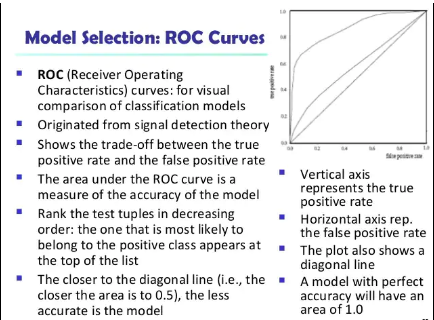 Model Selection: ROC Curves
ROC (Receiver Operating
Characteristics) curves: for visual
comparison of classification models
Originated from signal detection theory
Shows the trade-off between the true
positive rate and the false positive rate
The area under the ROC curve is a
measure of the accuracy of the model
Rank the test tuples in decreasing
order: the one that is most likely to
belong to the positive class appears at
the top of the list
The closer to the diagonal line (i.e., the
closer the area is to 0.5), the less
accurate is the model
true positive rate
1.0
0.8
0.6
0.4
0.2
0.0
0.0 0.2 0.4 0.6 0.8 1.0
false positive rate
Vertical axis
represents the true
positive rate
Horizontal axis rep.
the false positive rate
The plot also shows a
diagonal line
A model with perfect
accuracy will have an
area of 1.0